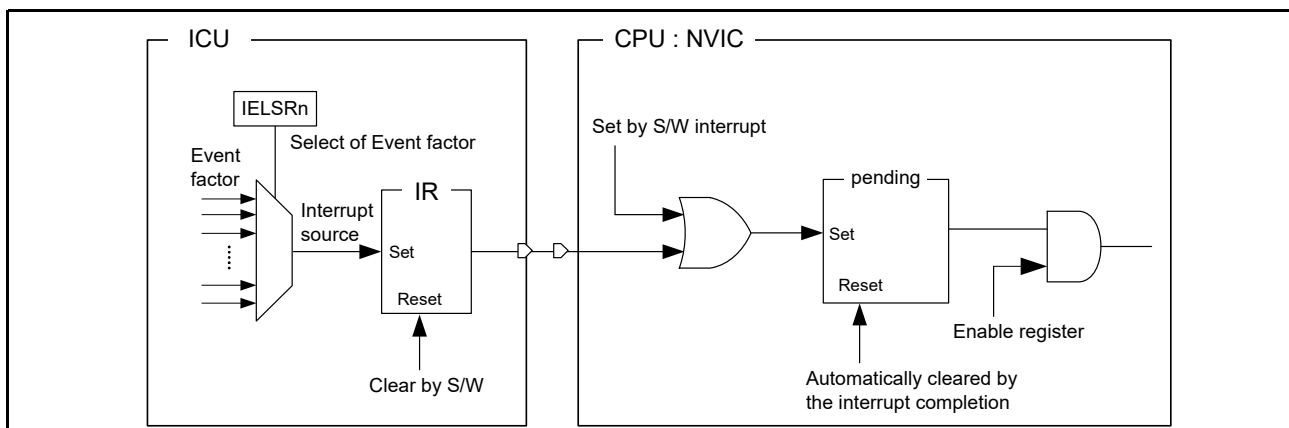 ICU
CPU : NVIC
IELSRn
Select of Event factor
Event
factor
Interrupt
source
IR
Set
Reset
Clear by S/W
Set by S/W interrupt
pending
Set
Reset
Enable register
Automatically cleared by
the interrupt completion